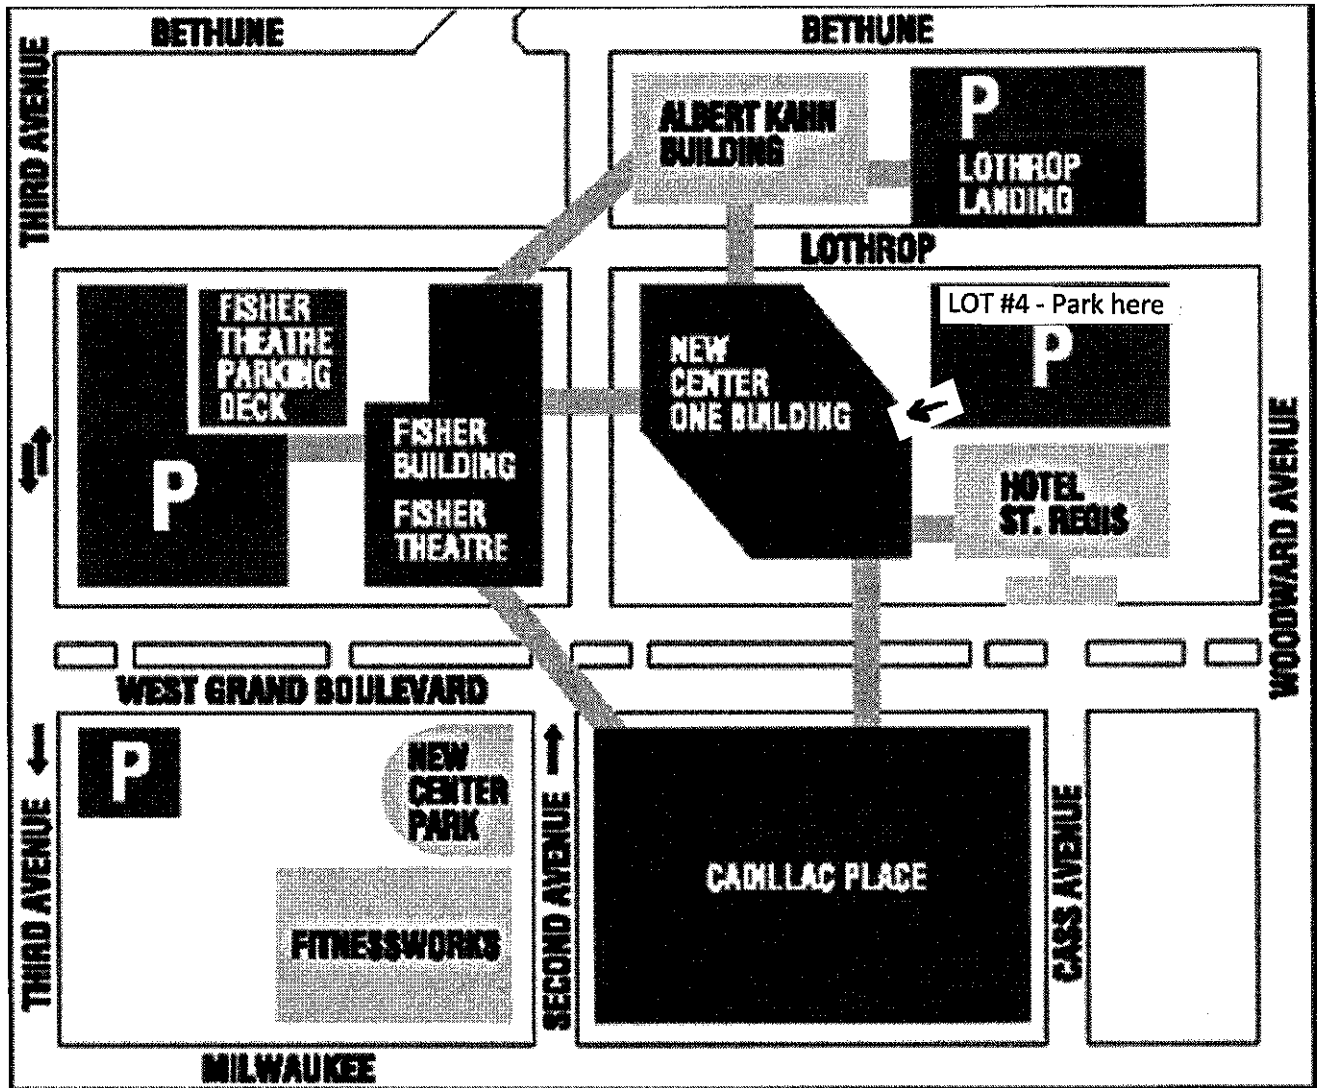 BETHUNE
BETHUNE
THIRD AVENUE
ALBERT KAHN
BUILDING
P
LOTHROP
LANDING
LOTHROP
FISHER
THEATRE
PARKING
DECK
P
FISHER
BUILDING
FISHER
THEATRE
NEW
CENTER
ONE BUILDING
LOT #4 - Park here
P
HOTEL
ST. REGIS
WOODWARD AVENUE
WEST GRAND BOULEVARD
P
NEW
CENTER
PARK
THIRD AVENUE
FITNESSWORKS
SECOND AVENUE
CADILLAC PLACE
CASS AVENUE
MILWAUKEE